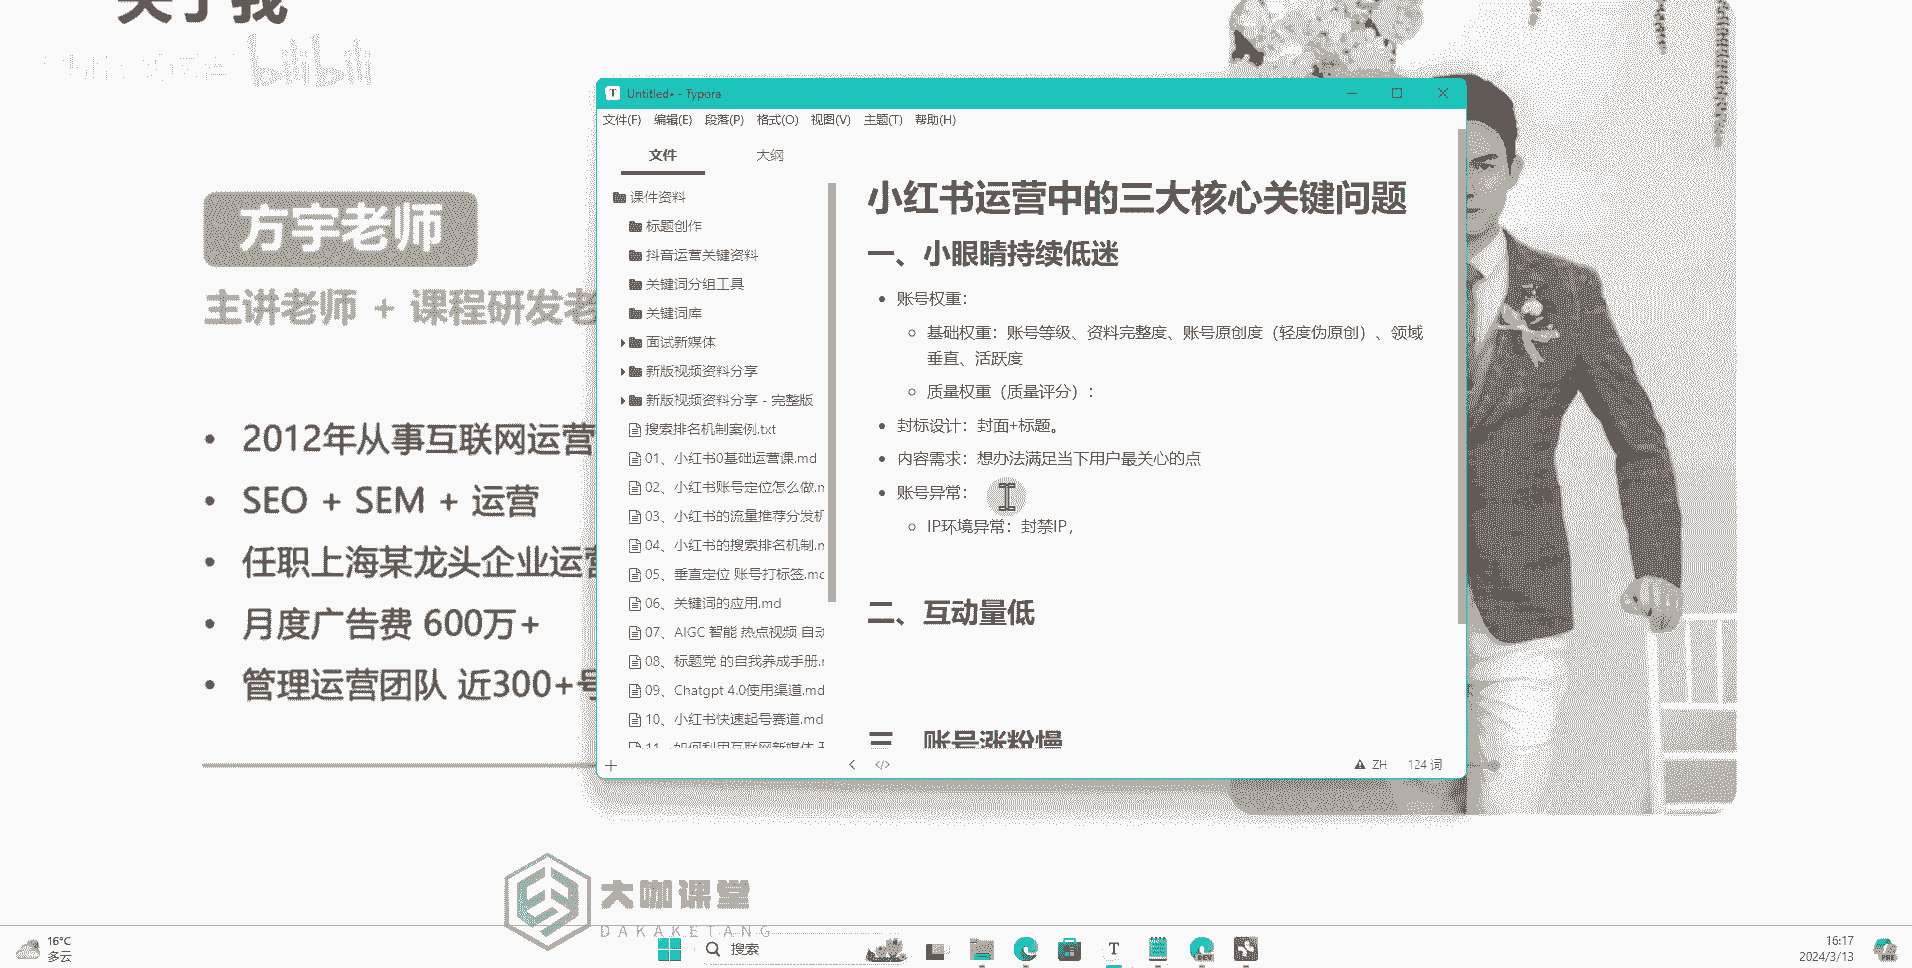 关于我
bilibili
方宇老师
主讲老师 + 课程研发老
2012年从事互联网运营
SEO + SEM + 运营
任职上海某龙头企业运营
月度广告费 600万+
管理运营团队 近300+号
Untitled• - Typora
文件(F) 编辑(E) 段落(P) 格式(O) 视图(V) 主题(T) 帮助(H)
文件 大纲
课件资料
标题创作
抖音运营关键资料
关键词分组工具
关键词库
面试新媒体
新版视频资料分享
新版视频资料分享 - 完整版
搜索排名机制案例.txt
01、小红书0基础运营课.md
02、小红书账号定位怎么做.m
03、小红书的流量推荐分发机
04、小红书的搜索排名机制.m
05、垂直定位 账号打标签.md
06、关键词的应用.md
07、AIGC 智能 热点视频 自动
08、标题党 的自我养成手册.m
09、Chatgpt 4.0使用渠道.md
10、小红书快速起号赛道.md
11、如何利用互联网新媒体
小红书运营中的三大核心关键问题
一、小眼睛持续低迷
账号权重：
基础权重：账号等级、资料完整度、账号原创度（轻度伪原创）、领域
垂直、活跃度
质量权重（质量评分）：
封标设计：封面+标题。
内容需求：想办法满足当下用户最关心的点
账号异常：
IP环境异常：封禁IP，
二、互动量低
三、账号涨粉慢
ZH 124 词
大咖课堂
DAKAKETANG
16°C
多云
搜索
16:17
2024/3/13